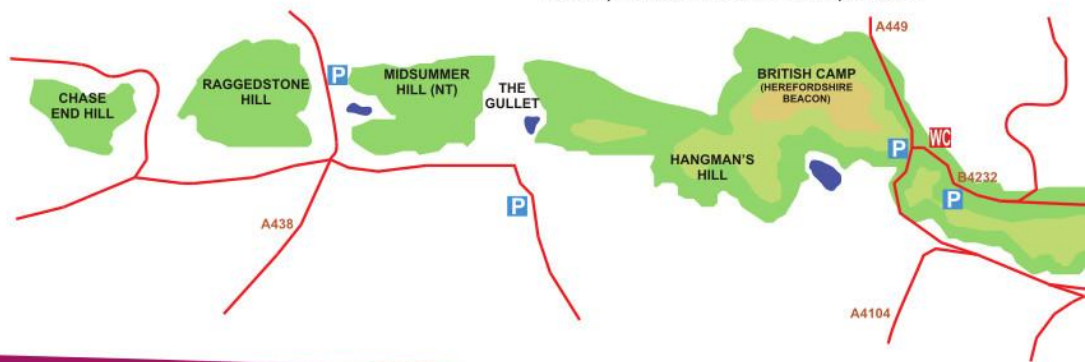 CHASE
END HILL
RAGGEDSTONE
HILL
P
MIDSUMMER
HILL (NT)
THE
GULLET
A438
P
HANGMAN'S
HILL
BRITISH CAMP
(HEREFORDSHIRE
BEACON)
A449
P
WC
B4232
P
A4104